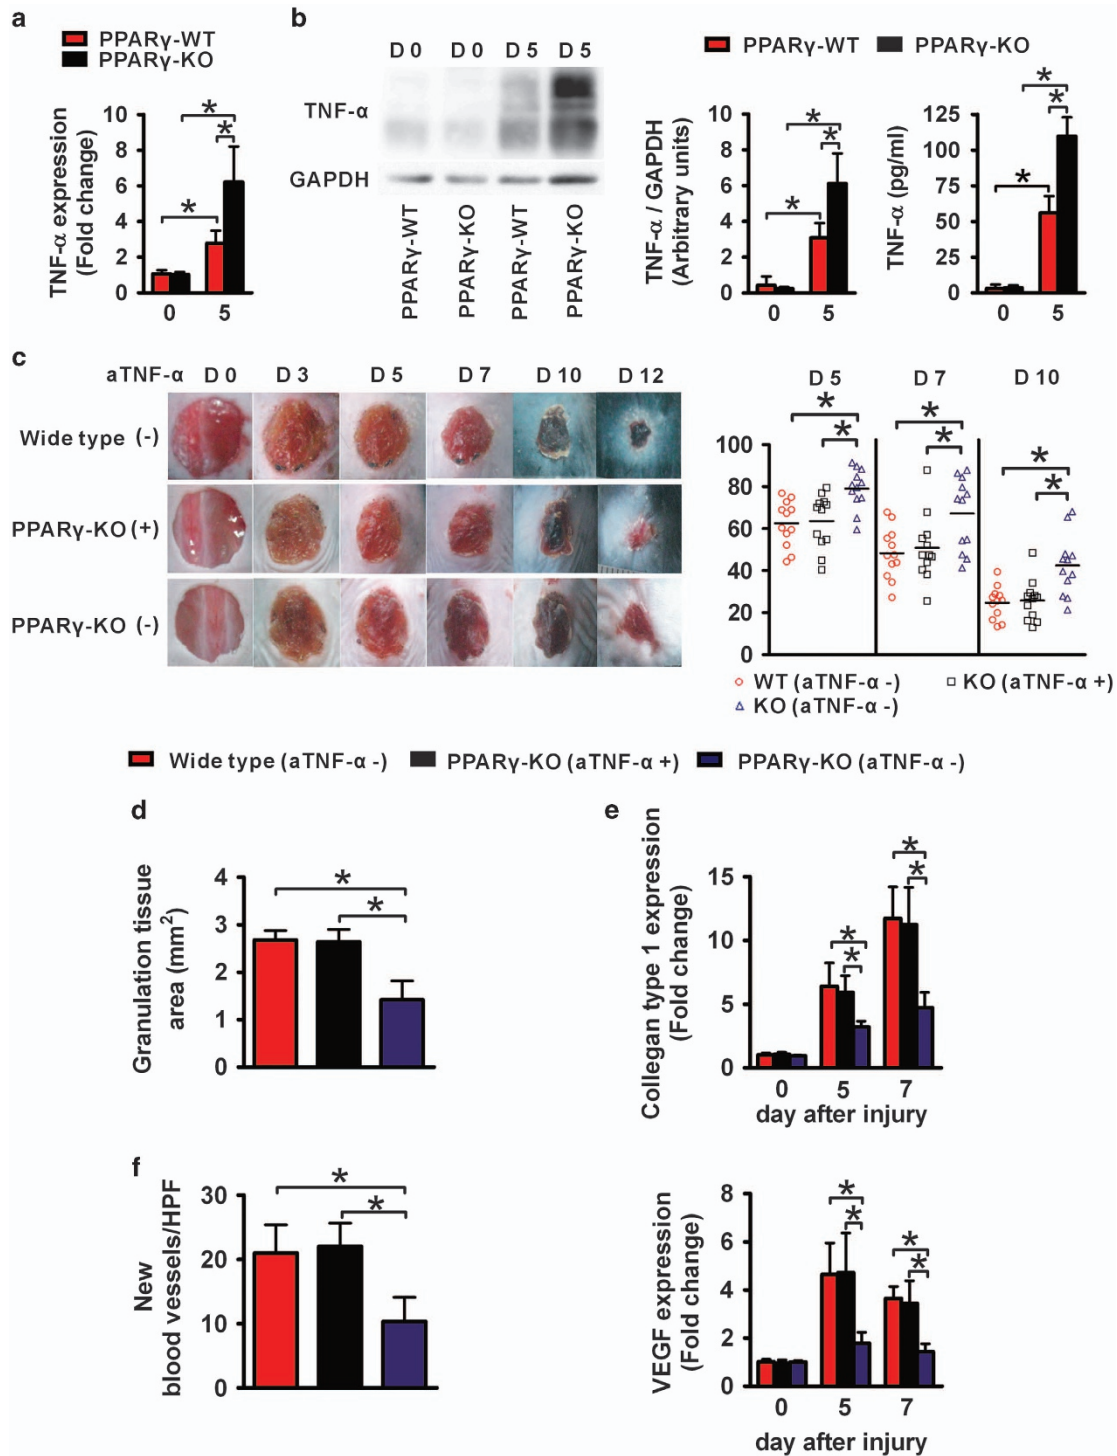 a
PPARγ-WT
PPARγ-KO
TNF-α expression
(Fold change)
10
8
6
4
2
0
*
*
*
0 5
b
D 0 D 0 D 5 D 5
TNF-α
GAPDH
PPARγ-WT
PPARγ-KO
PPARγ-WT
PPARγ-KO
PPARγ-WT PPARγ-KO
TNF-α / GAPDH
(Arbitrary units)
10
8
6
4
2
0
*
*
*
0 5
TNF-α (pg/ml)
125
100
75
50
25
0
*
*
*
0 5
c
aTNF-α D 0 D 3 D 5 D 7 D 10 D 12
Wide type (-)
PPARγ-KO (+)
PPARγ-KO (-)
D 5 D 7 D 10
* * *
* * *
100
80
60
40
20
0
WT (aTNF-α -) KO (aTNF-α +)
KO (aTNF-α -)
Wide type (aTNF-α -) PPARγ-KO (aTNF-α +) PPARγ-KO (aTNF-α -)
d
Granulation tissue
area (mm2)
4
3
2
1
0
*
*
e
Collegan type 1 expression
(Fold change)
15
10
5
0
* *
* *
0 5 7
day after injury
f
New
blood vessels/HPF
30
20
10
0
*
*
VEGF expression
(Fold change)
8
6
4
2
0
* *
* *
0 5 7
day after injury